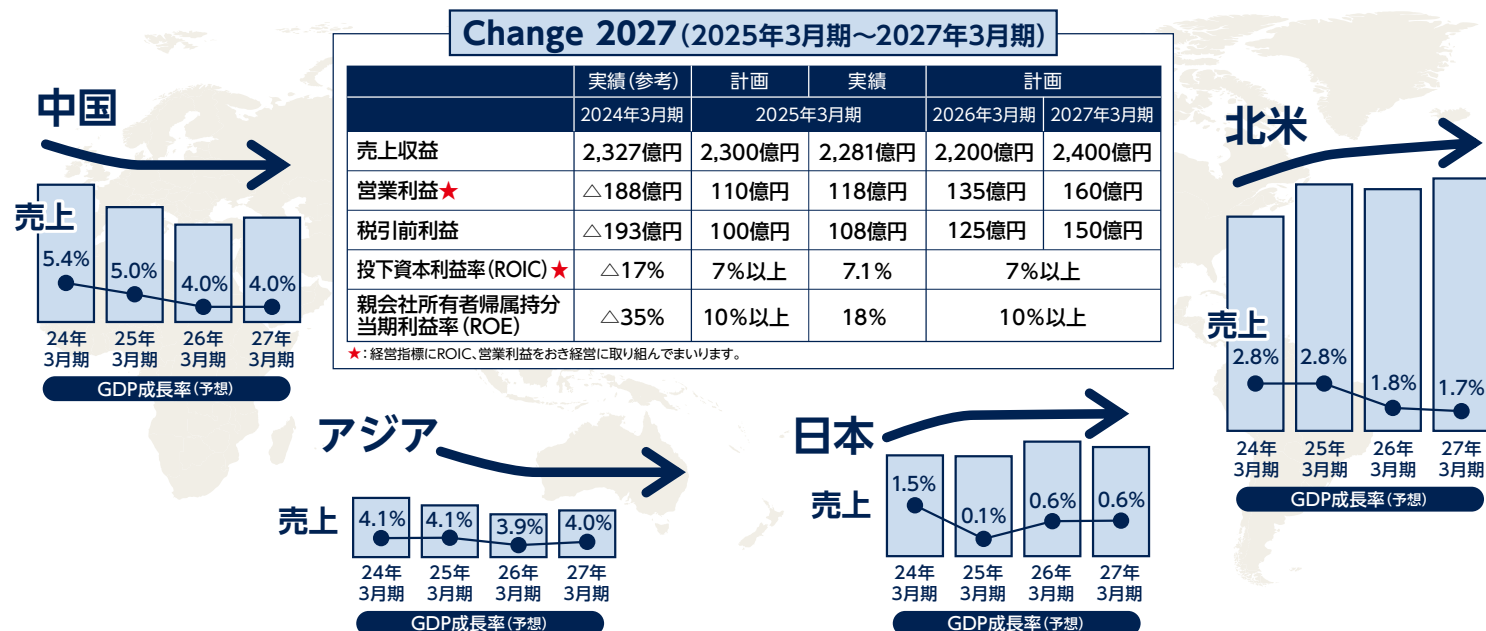 Change 2027(2025年3月期〜2027年3月期)
実績(参考) 計画 実績 計画
2024年3月期 2025年3月期 2026年3月期 2027年3月期
売上収益 2,327億円 2,300億円 2,281億円 2,200億円 2,400億円
営業利益★ △188億円 110億円 118億円 135億円 160億円
税引前利益 △193億円 100億円 108億円 125億円 150億円
投下資本利益率(ROIC)★ △17% 7%以上 7.1% 7%以上
親会社所有者帰属持分
当期利益率(ROE) △35% 10%以上 18% 10%以上
★:経営指標にROIC、営業利益をおき経営に取り組んでまいります。
中国
売上
5.4% 5.0% 4.0% 4.0%
24年 25年 26年 27年
3月期 3月期 3月期 3月期
GDP成長率(予想)
アジア
売上
4.1% 4.1% 3.9% 4.0%
24年 25年 26年 27年
3月期 3月期 3月期 3月期
GDP成長率(予想)
日本
売上
1.5% 0.1% 0.6% 0.6%
24年 25年 26年 27年
3月期 3月期 3月期 3月期
GDP成長率(予想)
北米
売上
2.8% 2.8% 1.8% 1.7%
24年 25年 26年 27年
3月期 3月期 3月期 3月期
GDP成長率(予想)